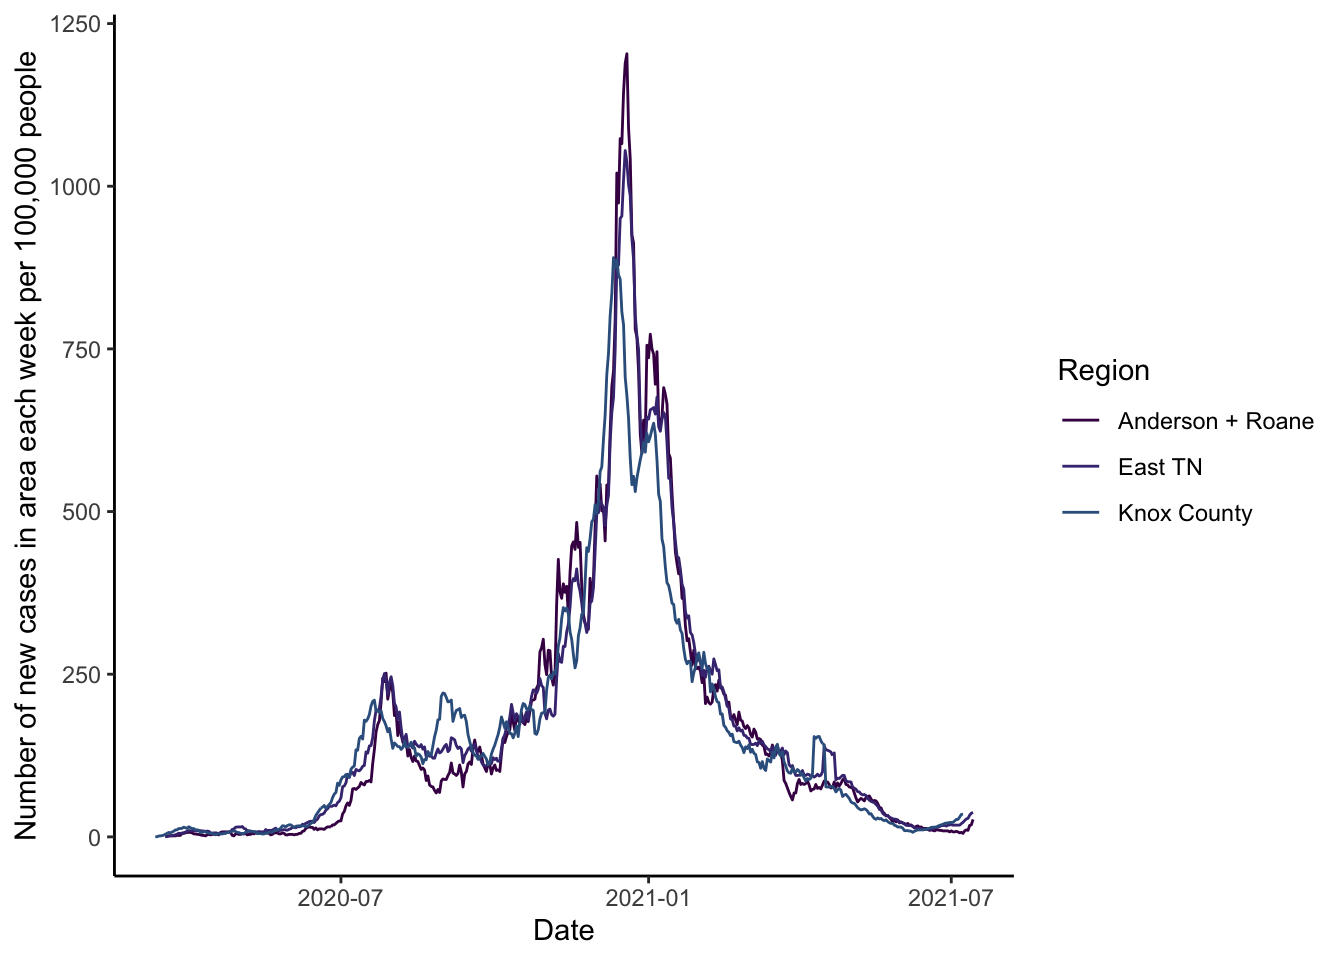 Number of new cases in area each week per 100,000 people
1250
1000
750
500
250
0
2020-07
2021-01
2021-07
Date
Region
Anderson + Roane
East TN
Knox County